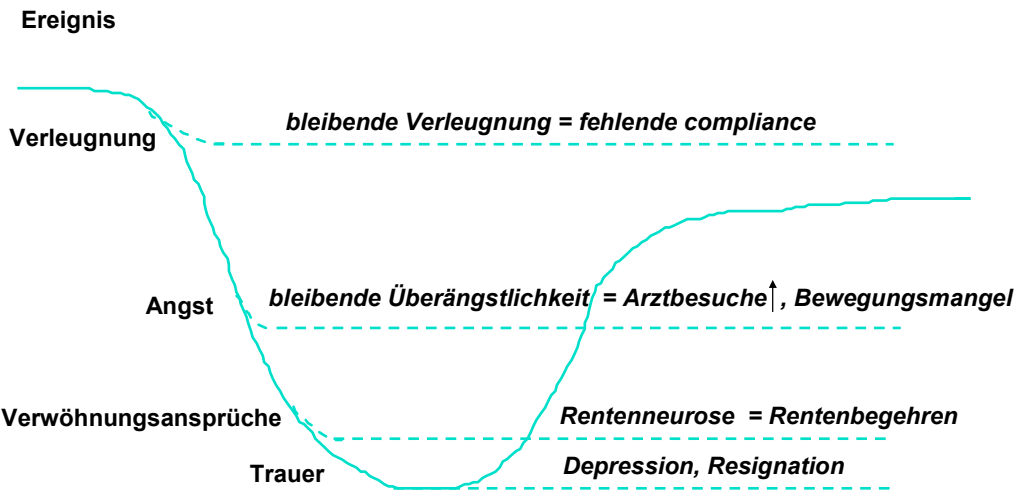 Ereignis
bleibende Verleugnung = fehlende compliance
Verleugnung
bleibende Überängstlichkeit = Arztbesuche↑, Bewegungsmangel
Angst
Verwöhnungsansprüche
Rentenneurose = Rentenbegehren
Trauer
Depression, Resignation